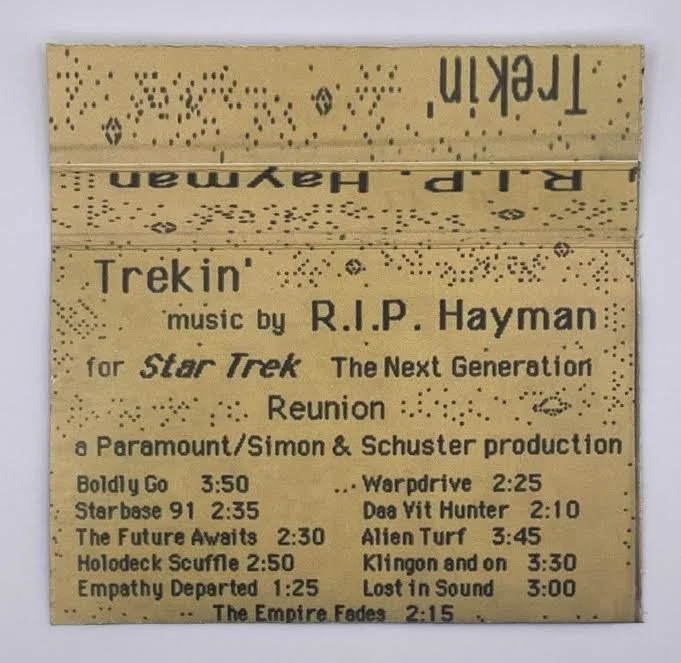 Trekin'
R.I.P. Hayman
Trekin'
music by R.I.P. Hayman
for Star Trek The Next Generation
Reunion
a Paramount/Simon & Schuster production
Boldly Go 3:50 Warpdrive 2:25
Starbase 91 2:35 Daa Vit Hunter 2:10
The Future Awaits 2:30 Alien Turf 3:45
Holodeck Scuffle 2:50 Klingon and on 3:30
Empathy Departed 1:25 Lost in Sound 3:00
The Empire Fades 2:15